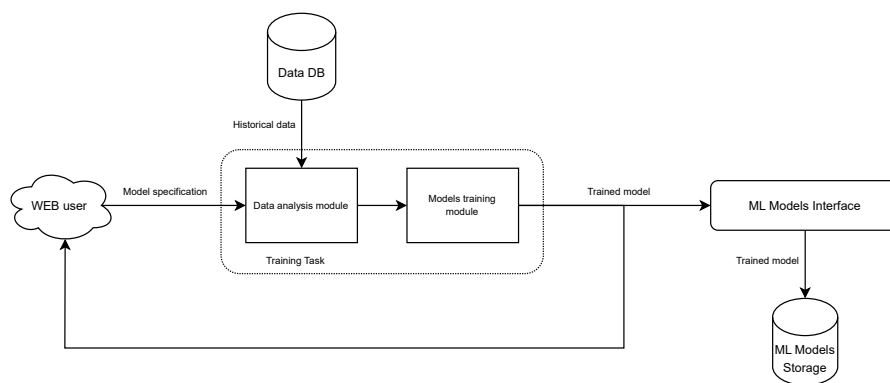 Data DB
Historical data
WEB user
Model specification
Data analysis module
Models training
module
Trained model
ML Models Interface
Training Task
Trained model
ML Models
Storage